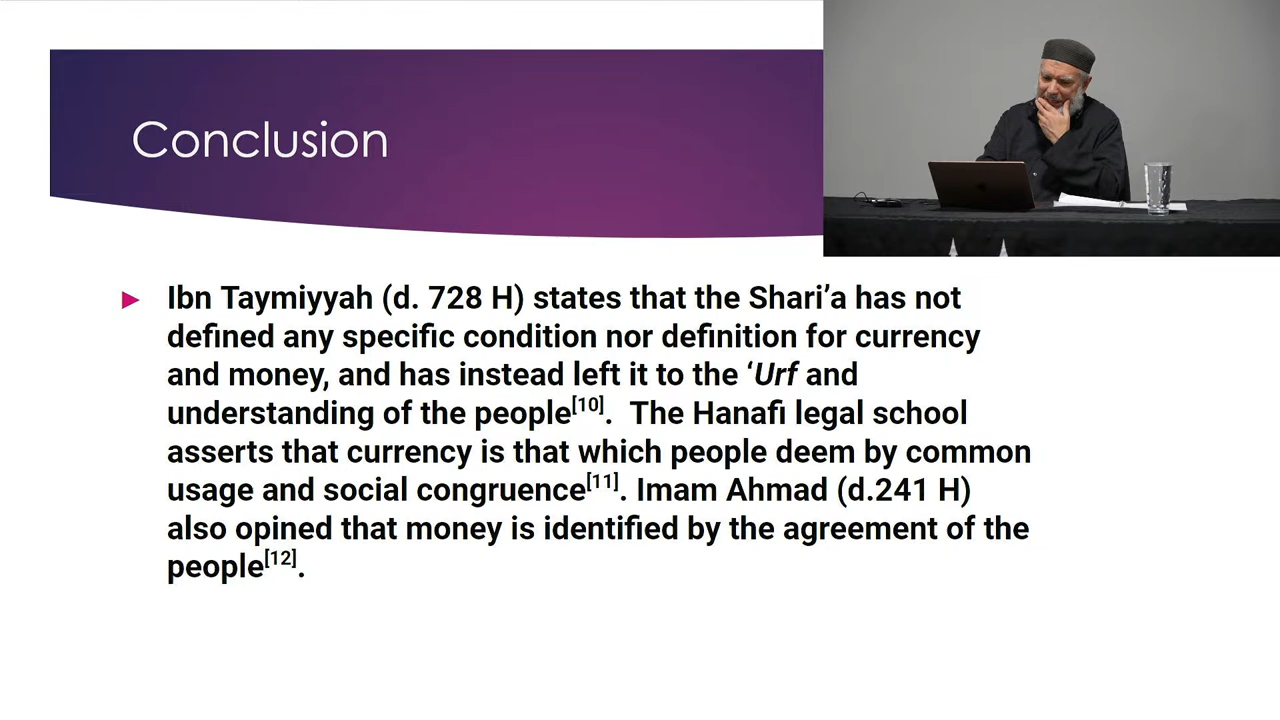 Conclusion
► Ibn Taymiyyah (d. 728 H) states that the Shari’a has not
defined any specific condition nor definition for currency
and money, and has instead left it to the ‘Urf and
understanding of the people[10].  The Hanafi legal school
asserts that currency is that which people deem by common
usage and social congruence[11]. Imam Ahmad (d.241 H)
also opined that money is identified by the agreement of the
people[12].